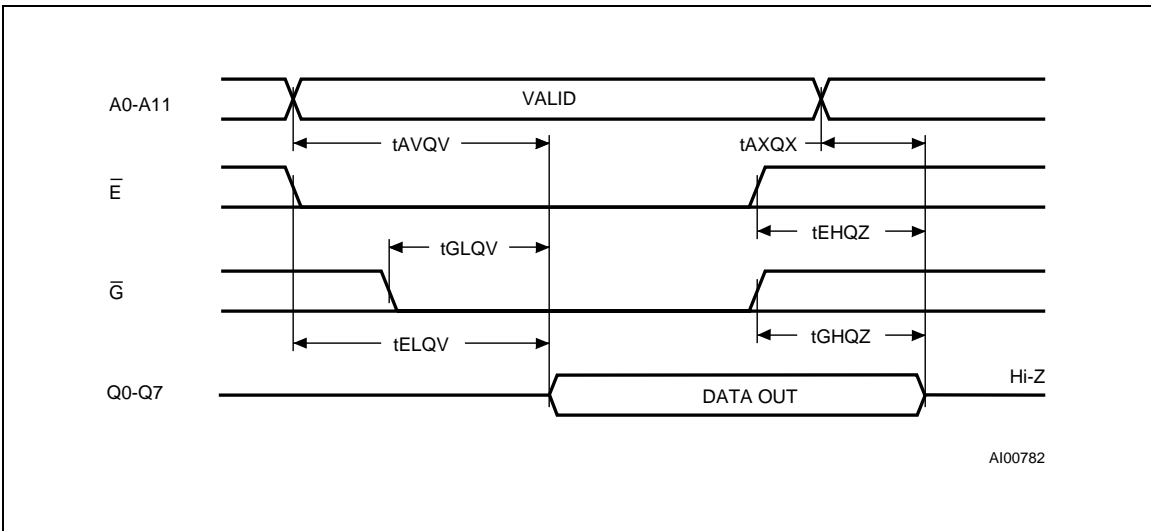 A0-A11
VALID
tAVQV
tAXQX
E̅
tEHQZ
tGLQV
G̅
tGHQZ
tELQV
Hi-Z
Q0-Q7
DATA OUT
AI00782